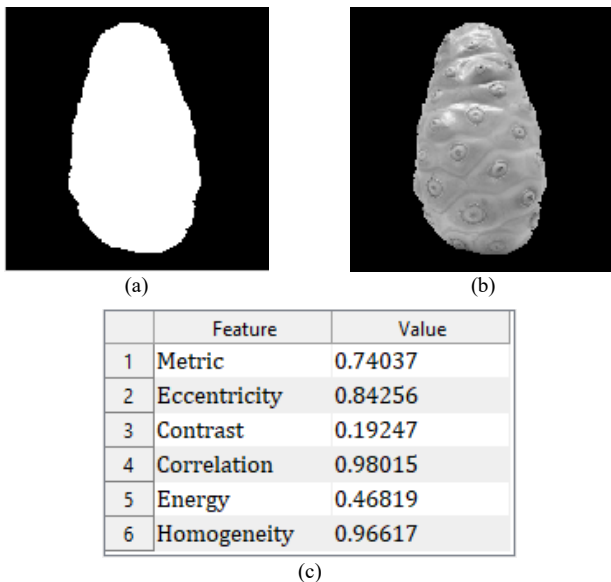 (a)
(b)
Feature Value
1 Metric 0.74037
2 Eccentricity 0.84256
3 Contrast 0.19247
4 Correlation 0.98015
5 Energy 0.46819
6 Homogeneity 0.96617
(c)